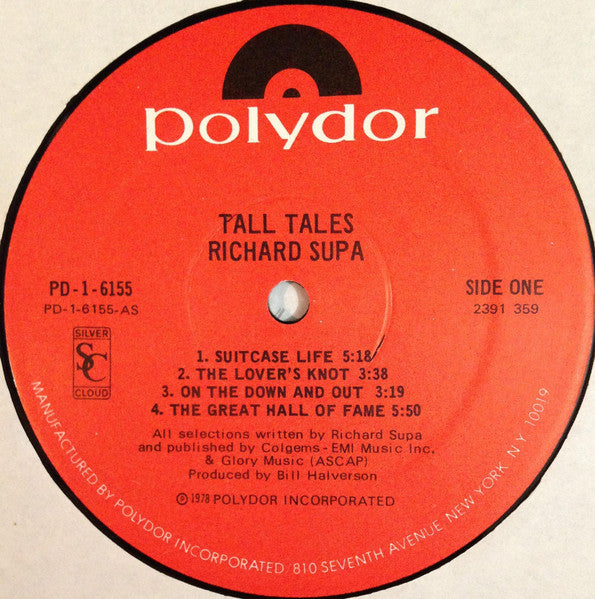 polydor
TALL TALES
RICHARD SUPA
PD-1-6155
PD-1-6155-AS
SIDE ONE
2391 359
SILVER
SC
CLOUD
1. SUITCASE LIFE 5:18
2. THE LOVER'S KNOT 3:38
3. ON THE DOWN AND OUT 3:19
4. THE GREAT HALL OF FAME 5:50
All selections written by Richard Supa
and published by Colgems-EMI Music Inc.
& Glory Music (ASCAP)
Produced by Bill Halverson
℗ 1978 POLYDOR INCORPORATED
MANUFACTURED BY POLYDOR INCORPORATED/810 SEVENTH AVENUE, NEW YORK, N.Y. 10019